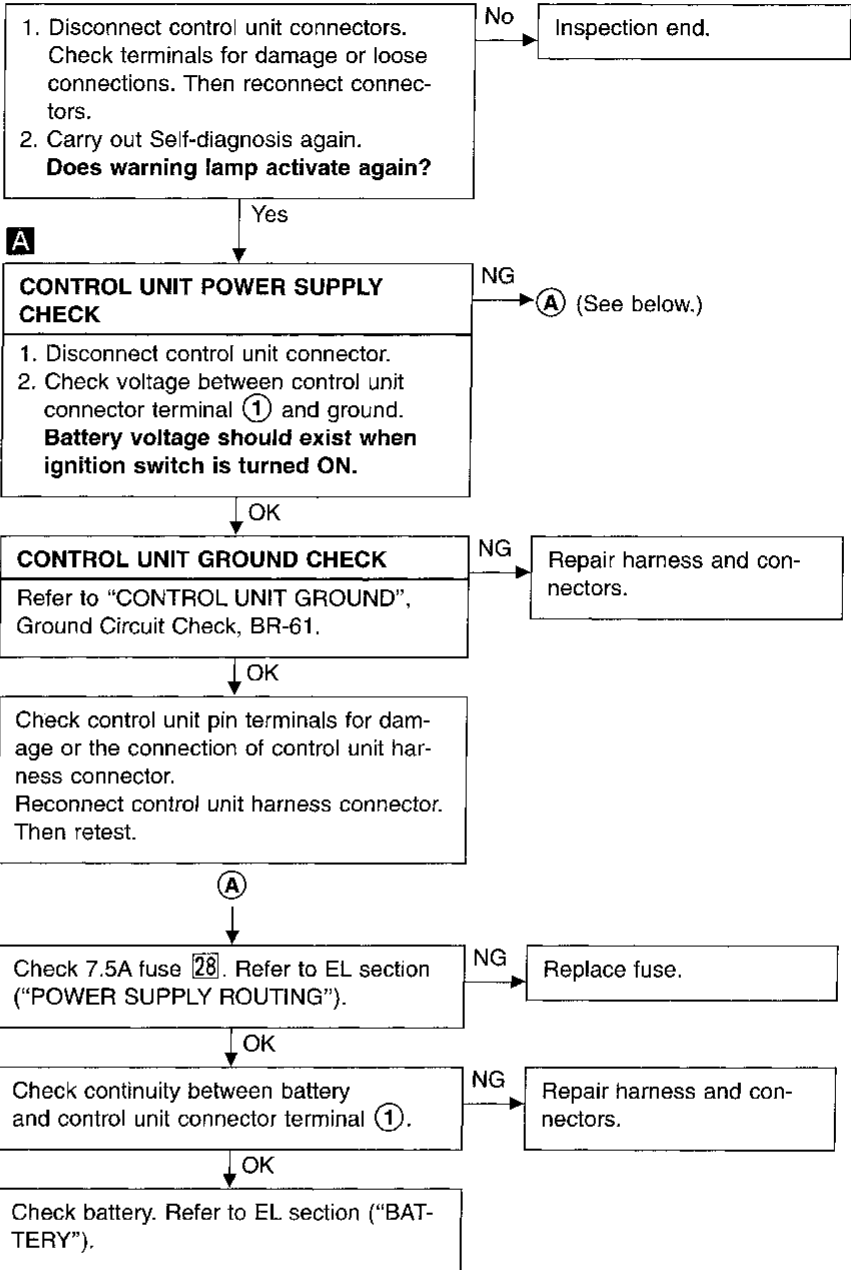 1. Disconnect control unit connectors.
Check terminals for damage or loose
connections. Then reconnect connec-
tors.
2. Carry out Self-diagnosis again.
Does warning lamp activate again?
No
Inspection end.
Yes
A
CONTROL UNIT POWER SUPPLY
CHECK
1. Disconnect control unit connector.
2. Check voltage between control unit
connector terminal ① and ground.
Battery voltage should exist when
ignition switch is turned ON.
NG
Ⓐ (See below.)
OK
CONTROL UNIT GROUND CHECK
Refer to “CONTROL UNIT GROUND”,
Ground Circuit Check, BR-61.
NG
Repair harness and con-
nectors.
OK
Check control unit pin terminals for dam-
age or the connection of control unit har-
ness connector.
Reconnect control unit harness connector.
Then retest.
Ⓐ
Check 7.5A fuse 28. Refer to EL section
(“POWER SUPPLY ROUTING”).
NG
Replace fuse.
OK
Check continuity between battery
and control unit connector terminal ①.
NG
Repair harness and con-
nectors.
OK
Check battery. Refer to EL section (“BAT-
TERY”).